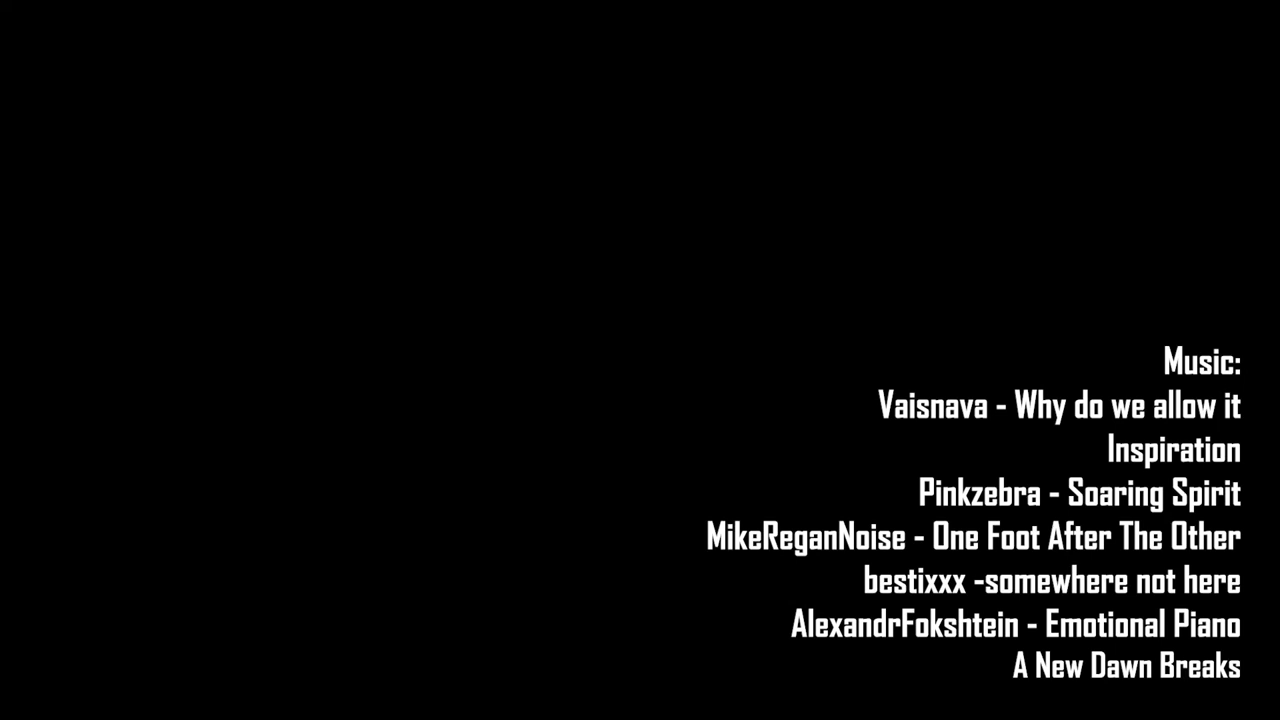 Music:
Vaisnava - Why do we allow it
Inspiration
Pinkzebra - Soaring Spirit
MikeReganNoise - One Foot After The Other
bestixxx -somewhere not here
AlexandrFokshtein - Emotional Piano
A New Dawn Breaks